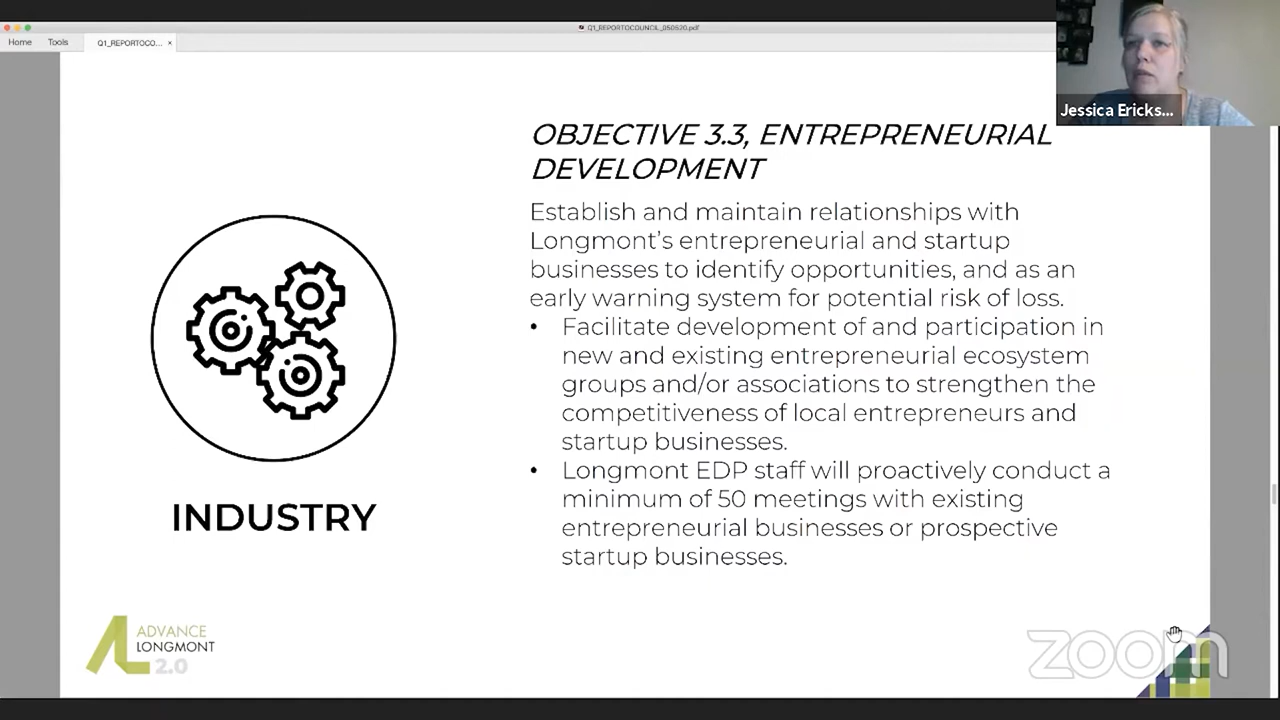 Q1_REPORTOCOUNCIL_050520.pdf
Home
Tools
Q1_REPORTOCO...
×
Jessica Ericks...
OBJECTIVE 3.3, ENTREPRENEURIAL
DEVELOPMENT
Establish and maintain relationships with
Longmont's entrepreneurial and startup
businesses to identify opportunities, and as an
early warning system for potential risk of loss.
• Facilitate development of and participation in
new and existing entrepreneurial ecosystem
groups and/or associations to strengthen the
competitiveness of local entrepreneurs and
startup businesses.
• Longmont EDP staff will proactively conduct a
minimum of 50 meetings with existing
entrepreneurial businesses or prospective
startup businesses.
INDUSTRY
ADVANCE
LONGMONT
2.0
zoom